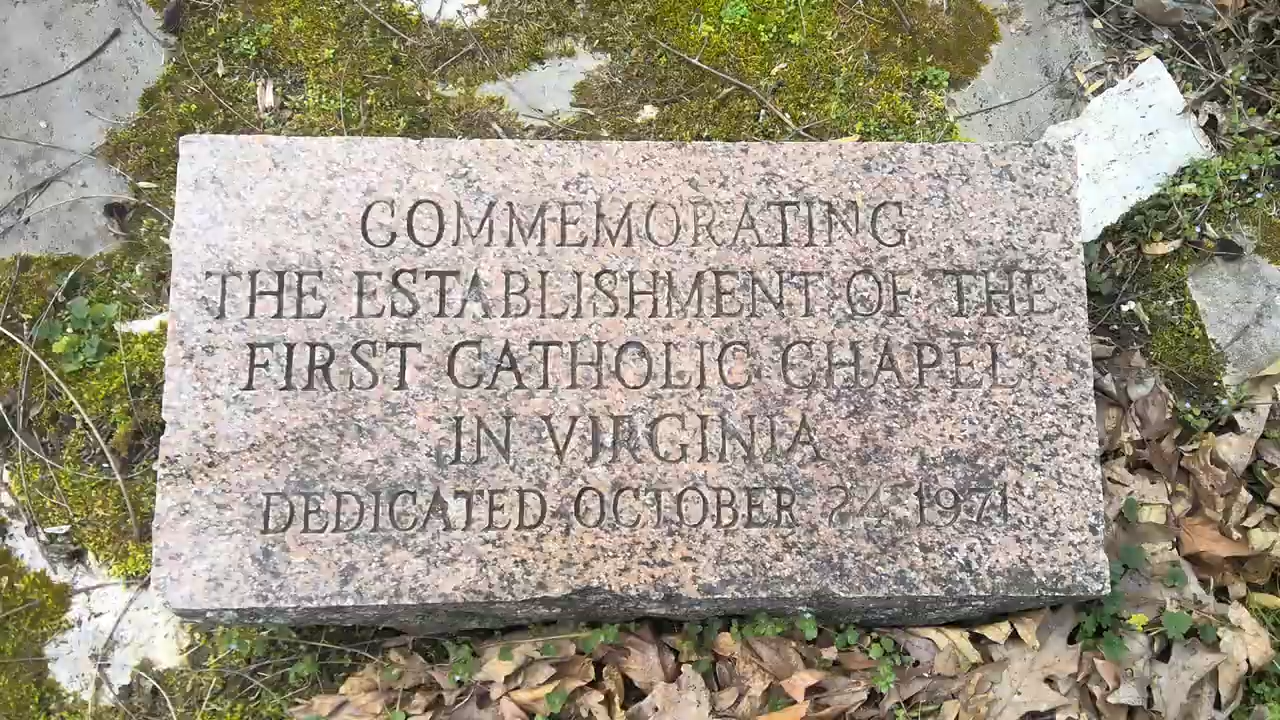 COMMEMORATING
THE ESTABLISHMENT OF THE
FIRST CATHOLIC CHAPEL
IN VIRGINIA
DEDICATED OCTOBER 24 1971